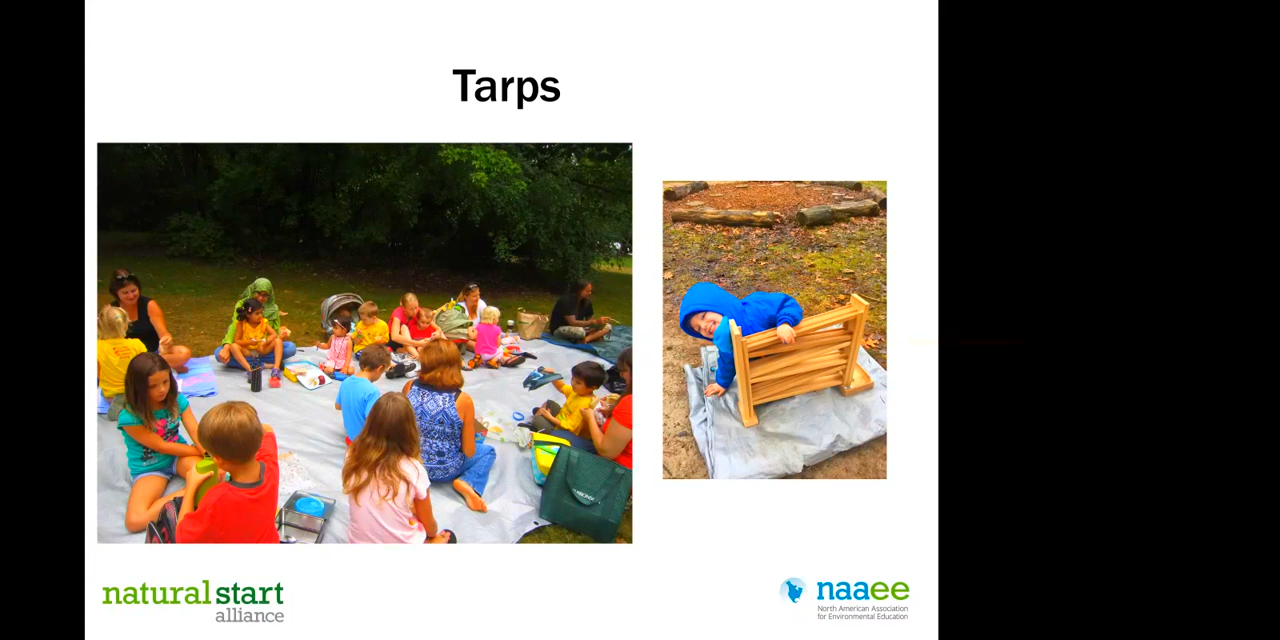 Tarps
natural start
alliance
naaee
North American Association
for Environmental Education